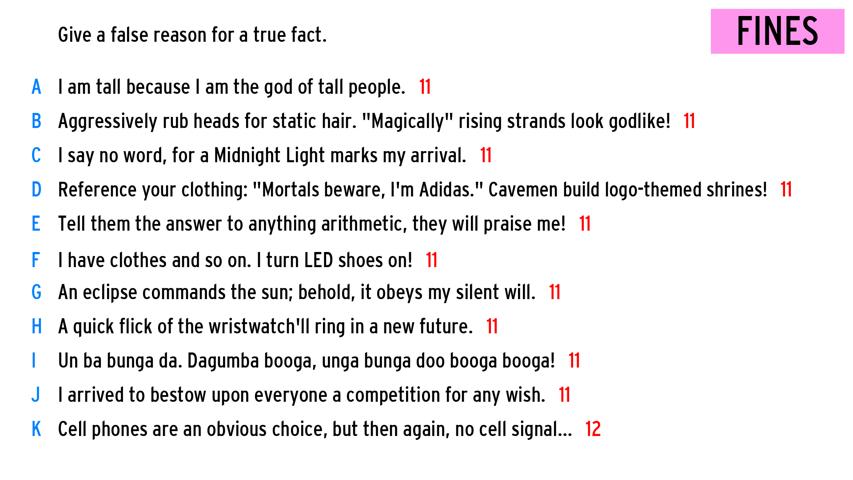 Give a false reason for a true fact.
FINES
A I am tall because I am the god of tall people. 11
B Aggressively rub heads for static hair. "Magically" rising strands look godlike! 11
C I say no word, for a Midnight Light marks my arrival. 11
D Reference your clothing: "Mortals beware, I'm Adidas." Cavemen build logo-themed shrines! 11
E Tell them the answer to anything arithmetic, they will praise me! 11
F I have clothes and so on. I turn LED shoes on! 11
G An eclipse commands the sun; behold, it obeys my silent will. 11
H A quick flick of the wristwatch'll ring in a new future. 11
I Un ba bunga da. Dagumba booga, unga bunga doo booga booga! 11
J I arrived to bestow upon everyone a competition for any wish. 11
K Cell phones are an obvious choice, but then again, no cell signal... 12